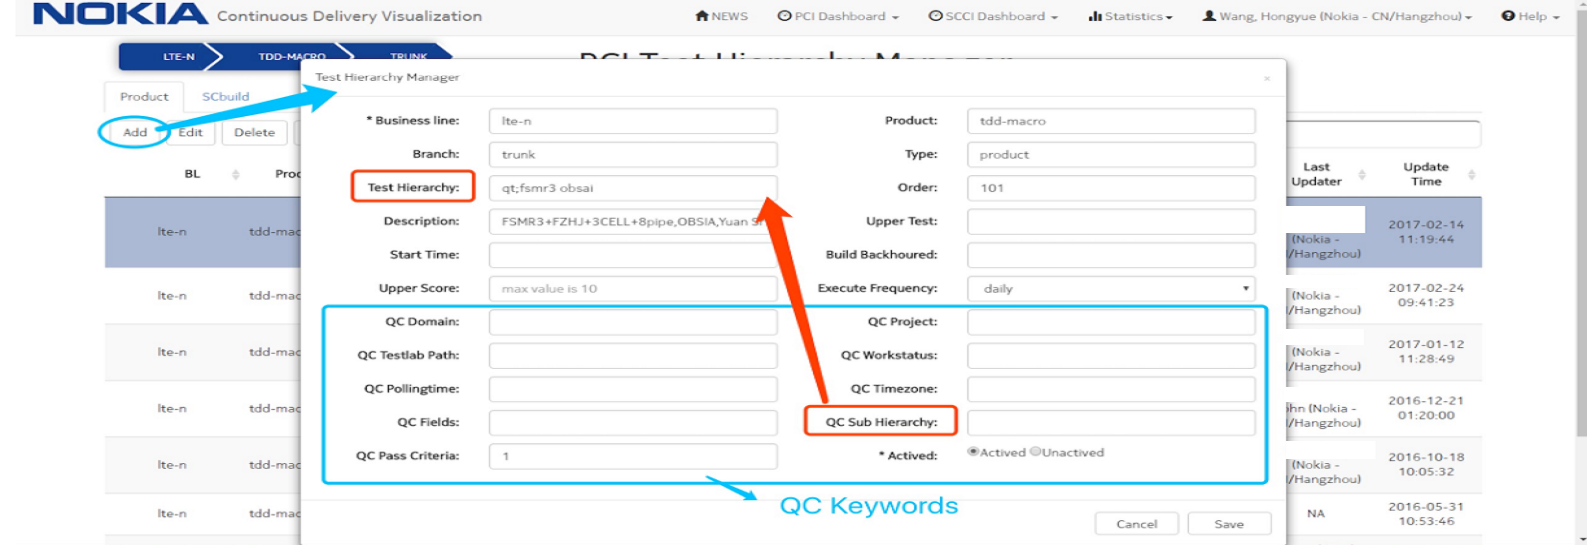 NOKIA Continuous Delivery Visualization NEWS PCI Dashboard SCCI Dashboard Statistics Wang, Hongyue (Nokia - CN/Hangzhou) Help
LTE-N TDD-MACRO TRUNK
Test Hierarchy Manager ×
Product SCbuild
Add Edit Delete
BL
Last Updater
Update Time
* Business line: lte-n Product: tdd-macro
Branch: trunk Type: product
Test Hierarchy: qt;fsmr3 obsai Order: 101
Description: FSMR3+FZHJ+3CELL+8pipe,OBSIA,Yuan Upper Test:
Start Time: Build Backhoured:
Upper Score: max value is 10 Execute Frequency: daily
QC Domain: QC Project:
QC Testlab Path: QC Workstatus:
QC Pollingtime: QC Timezone:
QC Fields: QC Sub Hierarchy:
QC Pass Criteria: 1 * Actived: Actived Unactived
QC Keywords
Cancel Save
lte-n tdd-mac (Nokia - /Hangzhou) 2017-02-14 11:19:44
lte-n tdd-mac (Nokia - /Hangzhou) 2017-02-24 09:41:23
lte-n tdd-mac (Nokia - /Hangzhou) 2017-01-12 11:28:49
lte-n tdd-mac (Nokia - /Hangzhou) 2016-12-21 01:20:00
lte-n tdd-mac (Nokia - /Hangzhou) 2016-10-18 10:05:32
lte-n tdd-mac NA 2016-05-31 10:53:46